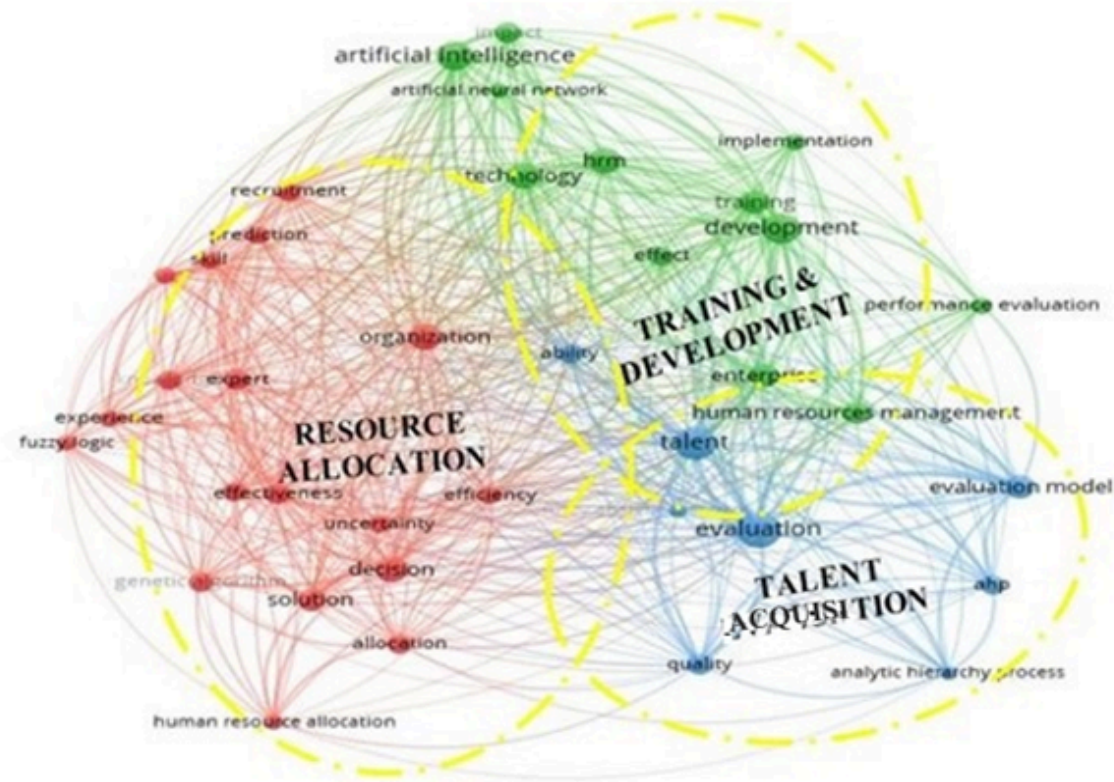 impact
artificial intelligence
artificial neural network
implementation
hrm
technology
recruitment
training
development
prediction
effect
skill
TRAINING &
DEVELOPMENT
performance evaluation
organization
ability
enterprise
expert
human resources management
experience
fuzzy logic
RESOURCE
ALLOCATION
talent
evaluation model
effectiveness
efficiency
uncertainty
evaluation
decision
genetic algorithm
solution
TALENT
ACQUISITION
ahp
allocation
quality
analytic hierarchy process
human resource allocation